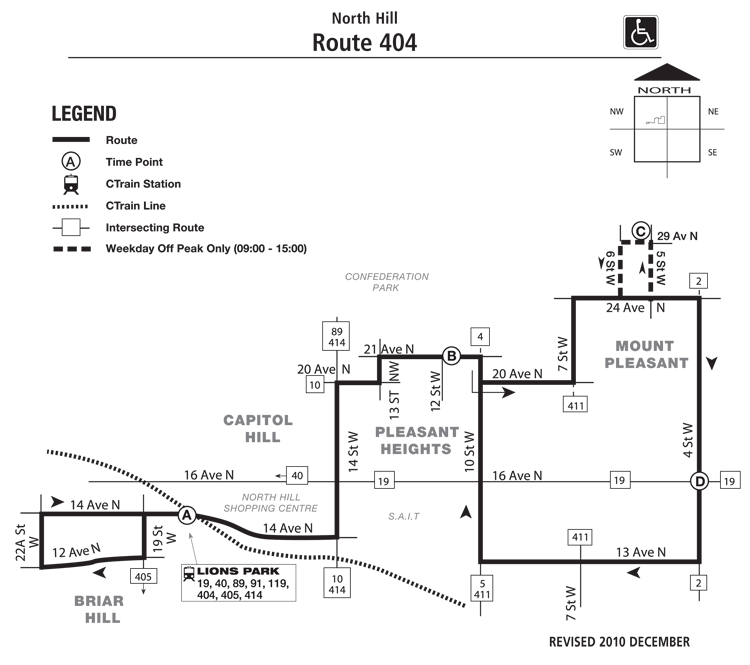 North Hill
Route 404
NORTH
NW
NE
SW
SE
LEGEND
Route
A
Time Point
CTrain Station
CTrain Line
Intersecting Route
Weekday Off Peak Only (09:00 - 15:00)
C
29 Av N
6 St W
5 St W
2
24 Ave N
CONFEDERATION
PARK
89
414
4
21 Ave N
B
MOUNT
PLEASANT
7 St W
20 Ave N
10
13 ST NW
12 St W
20 Ave N
411
CAPITOL
HILL
PLEASANT
HEIGHTS
14 St W
10 St W
4 St W
16 Ave N
40
19
16 Ave N
19
D
19
NORTH HILL
SHOPPING CENTRE
S.A.I.T
14 Ave N
A
14 Ave N
22A St W
12 Ave N
19 St W
411
13 Ave N
405
LIONS PARK
19, 40, 89, 91, 119,
404, 405, 414
10
414
5
411
7 St W
2
BRIAR
HILL
REVISED 2010 DECEMBER